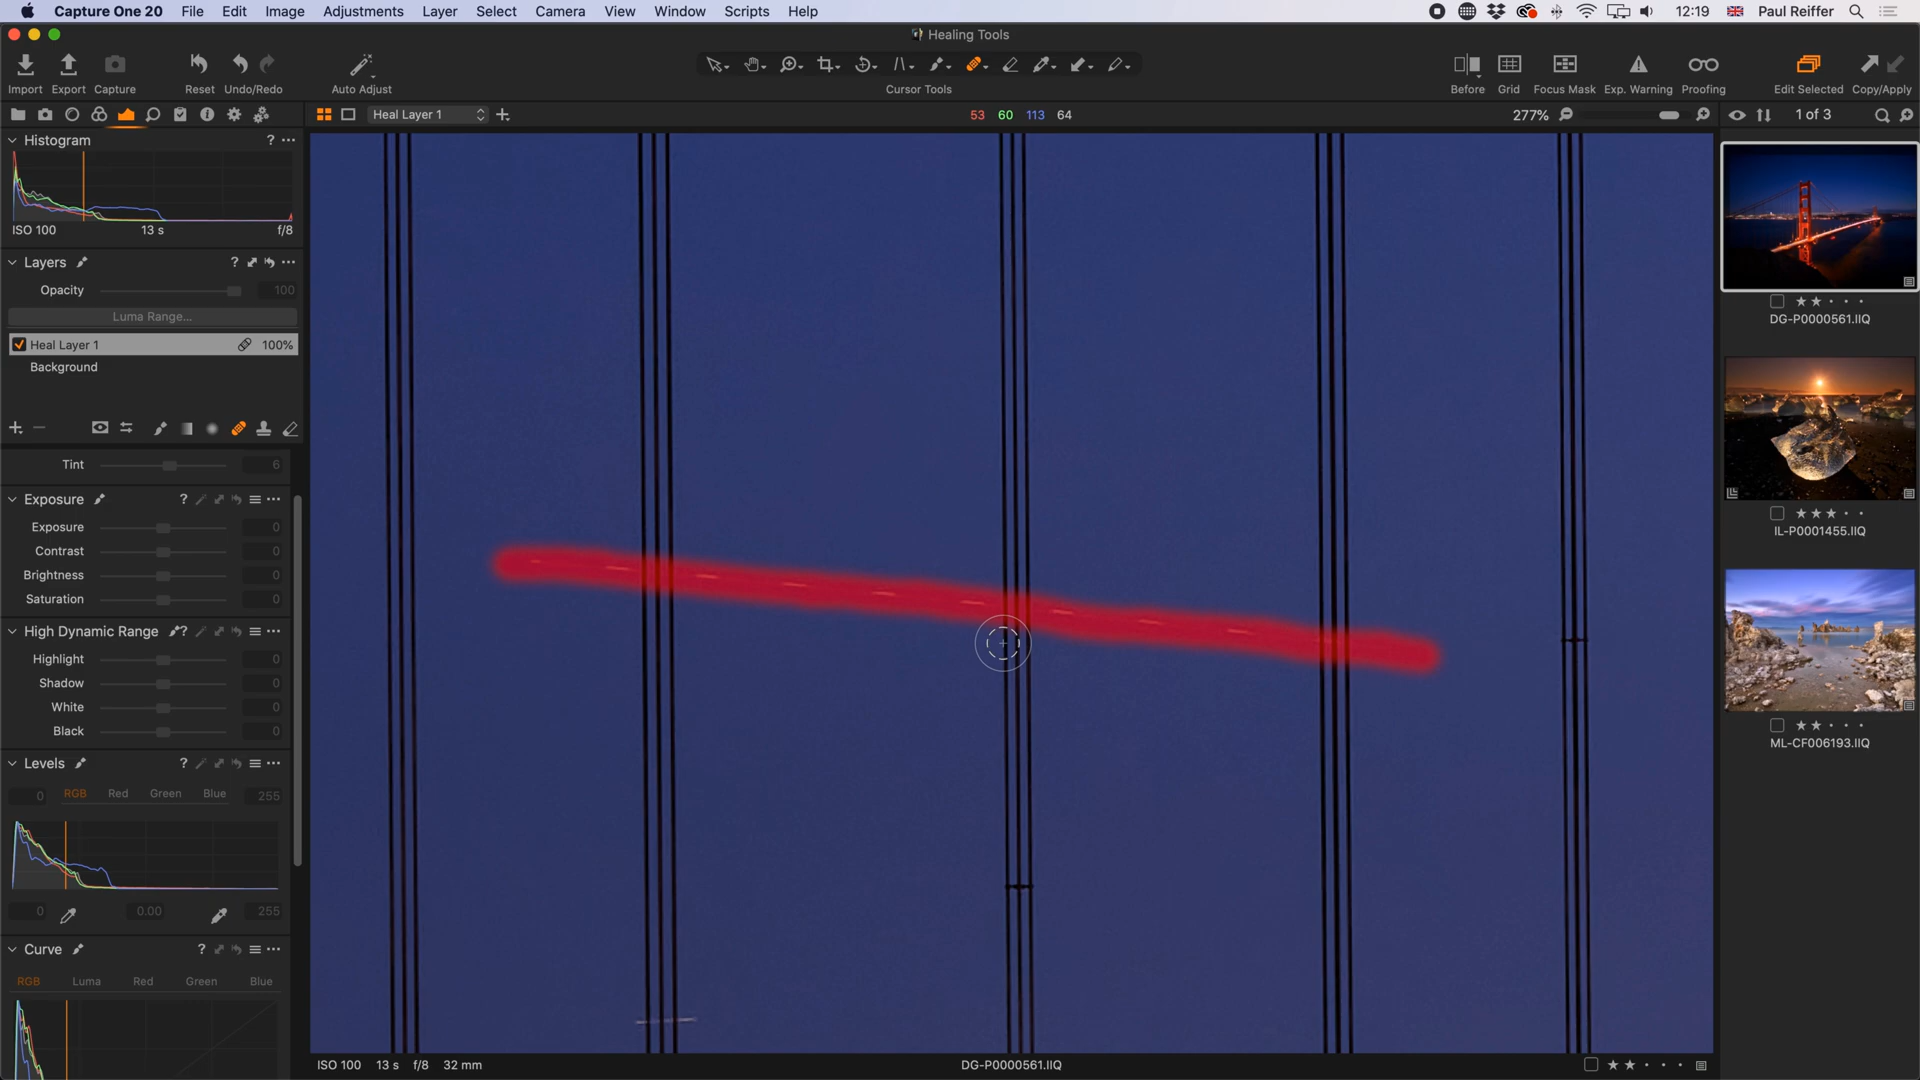 Capture One 20 File Edit Image Adjustments Layer Select Camera View Window Scripts Help 12:19 Paul Reiffer
Healing Tools
Import Export Capture Reset Undo/Redo Auto Adjust Cursor Tools Before Grid Focus Mask Exp. Warning Proofing Edit Selected Copy/Apply
Heal Layer 1 53 60 113 64 277% 1 of 3
Histogram ?
ISO 100 13 s f/8
Layers ?
Opacity 100
Luma Range...
Heal Layer 1 100%
Background
Tint 6
Exposure ?
Exposure 0
Contrast 0
Brightness 0
Saturation 0
High Dynamic Range ?
Highlight 0
Shadow 0
White 0
Black 0
Levels ?
0 RGB Red Green Blue 255
0 0.00 255
Curve ?
RGB Luma Red Green Blue
DG-P0000561.IIQ
IL-P0001455.IIQ
ML-CF006193.IIQ
ISO 100 13 s f/8 32 mm DG-P0000561.IIQ